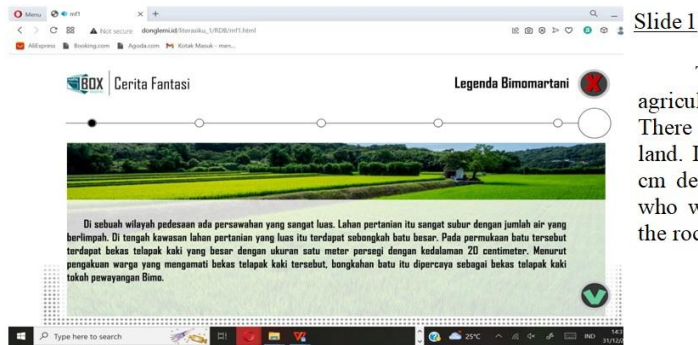 Menu
mf1
Not secure donglemi.id/literasiku_1/RDB/mf1.html
AliExpress Booking.com Agoda.com Kotak Masuk - men...
BOX Cerita Fantasi
Legenda Bimomartani
X
Di sebuah wilayah pedesaan ada persawahan yang sangat luas. Lahan pertanian itu sangat subur dengan jumlah air yang
berlimpah. Di tengah kawasan lahan pertanian yang luas itu terdapat sebongkah batu besar. Pada permukaan batu tersebut
terdapat bekas telapak kaki yang besar dengan ukuran satu meter persegi dengan kedalaman 20 centimeter. Menurut
pengakuan warga yang mengamati bekas telapak kaki tersebut, bongkahan batu itu dipercaya sebagai bekas telapak kaki
tokoh pewayangan Bimo.
Type here to search
25°C
IND
Slide 1
agricul
There
land. I
cm de
who w
the roc